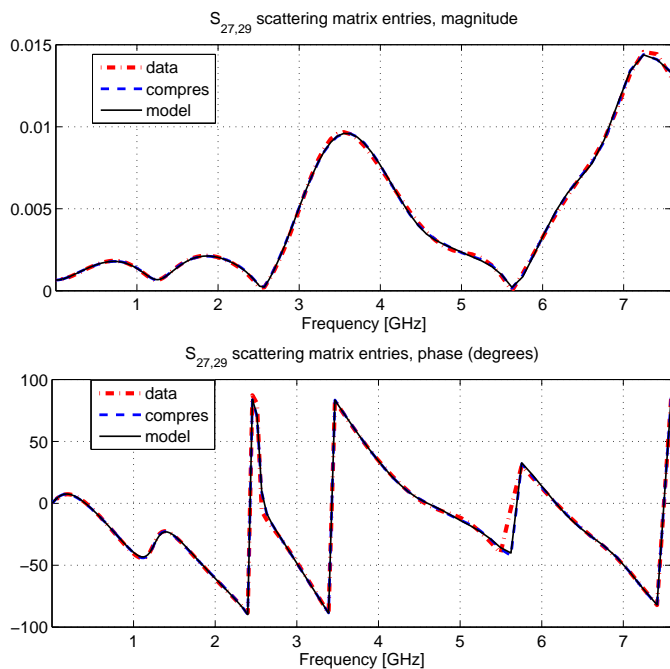 S27,29 scattering matrix entries, magnitude
0.015
0.01
0.005
0
data
compres
model
1 2 3 4 5 6 7
Frequency [GHz]
S27,29 scattering matrix entries, phase (degrees)
100
50
0
−50
−100
data
compres
model
1 2 3 4 5 6 7
Frequency [GHz]